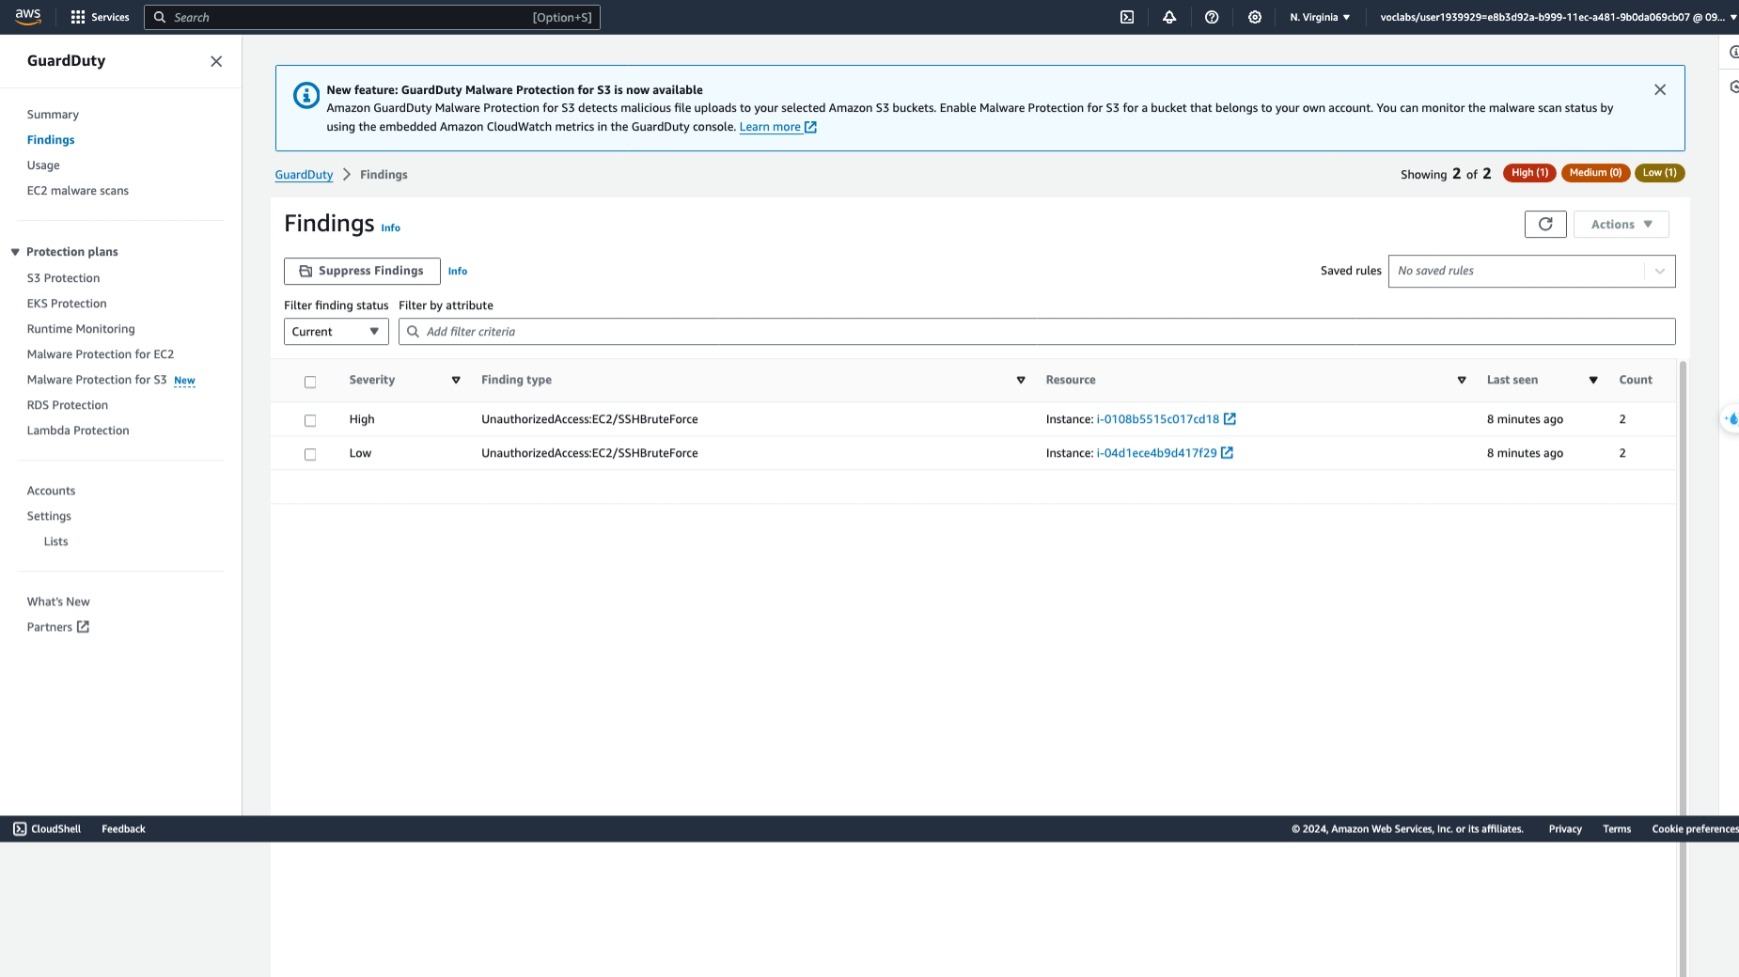 aws
Services
Search
[Option+S]
N. Virginia
voclabs/user1939929=e8b3d92a-b999-11ec-a481-9b0da069cb07 @ 09...
GuardDuty
Summary
Findings
Usage
EC2 malware scans
Protection plans
S3 Protection
EKS Protection
Runtime Monitoring
Malware Protection for EC2
Malware Protection for S3 New
RDS Protection
Lambda Protection
Accounts
Settings
Lists
What's New
Partners
New feature: GuardDuty Malware Protection for S3 is now available
Amazon GuardDuty Malware Protection for S3 detects malicious file uploads to your selected Amazon S3 buckets. Enable Malware Protection for S3 for a bucket that belongs to your own account. You can monitor the malware scan status by
using the embedded Amazon CloudWatch metrics in the GuardDuty console. Learn more
GuardDuty > Findings
Showing 2 of 2 High (1) Medium (0) Low (1)
Findings Info
Actions
Suppress Findings Info
Saved rules No saved rules
Filter finding status Filter by attribute
Current Add filter criteria
Severity Finding type Resource Last seen Count
High UnauthorizedAccess:EC2/SSHBruteForce Instance: i-0108b5515c017cd18 8 minutes ago 2
Low UnauthorizedAccess:EC2/SSHBruteForce Instance: i-04d1ece4b9d417f29 8 minutes ago 2
CloudShell Feedback © 2024, Amazon Web Services, Inc. or its affiliates. Privacy Terms Cookie preferences